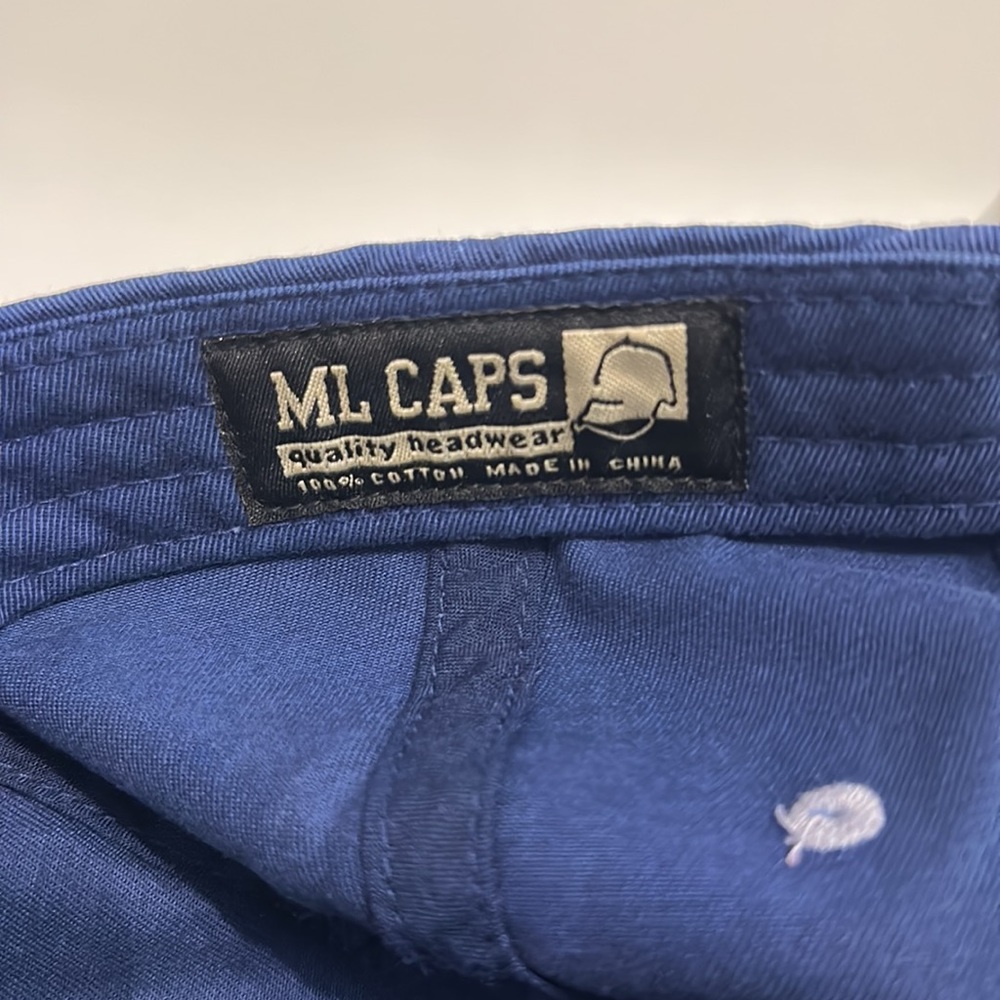 ML CAPS
quality headwear
100% COTTON MADE IN CHINA